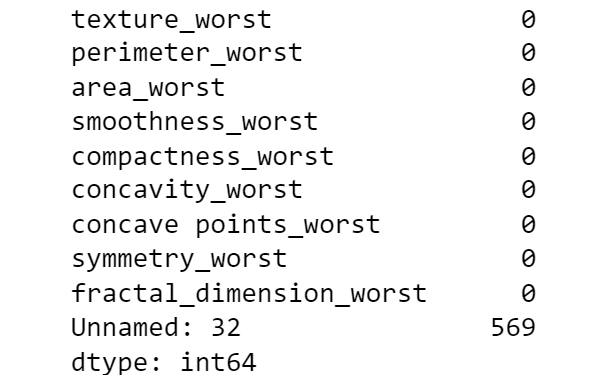 texture_worst 0
perimeter_worst 0
area_worst 0
smoothness_worst 0
compactness_worst 0
concavity_worst 0
concave points_worst 0
symmetry_worst 0
fractal_dimension_worst 0
Unnamed: 32 569
dtype: int64